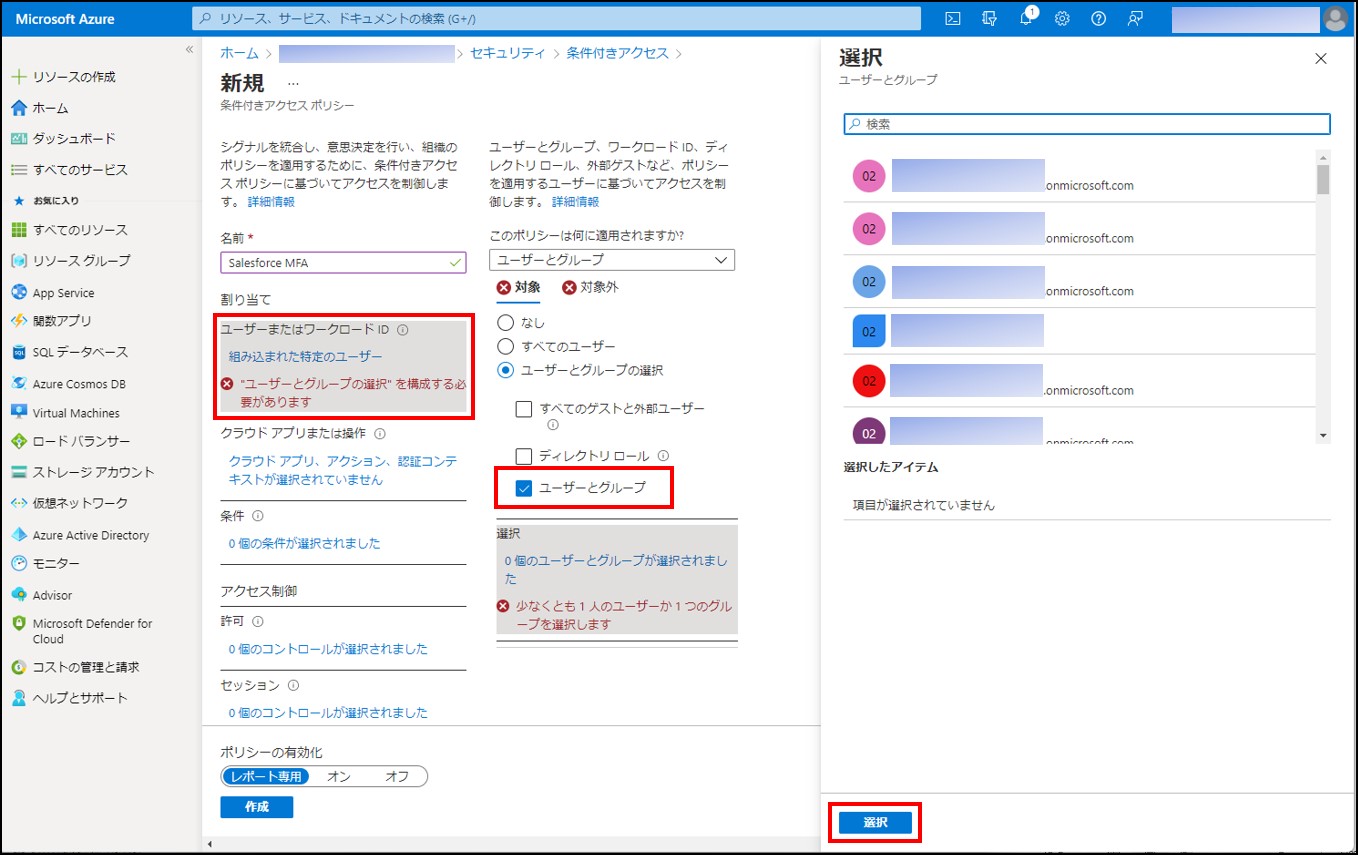 Microsoft Azure
リソース、サービス、ドキュメントの検索 (G+/)
1
«
リソースの作成
ホーム
ダッシュボード
すべてのサービス
お気に入り
すべてのリソース
リソース グループ
App Service
関数アプリ
SQL データベース
Azure Cosmos DB
Virtual Machines
ロード バランサー
ストレージ アカウント
仮想ネットワーク
Azure Active Directory
モニター
Advisor
Microsoft Defender for
Cloud
コストの管理と請求
ヘルプとサポート
ホーム > > セキュリティ > 条件付きアクセス >
新規 …
条件付きアクセス ポリシー
シグナルを統合し、意思決定を行い、組織の
ポリシーを適用するために、条件付きアクセ
ス ポリシーに基づいてアクセスを制御しま
す。 詳細情報
名前 *
Salesforce MFA
割り当て
ユーザーまたはワークロード ID
組み込まれた特定のユーザー
"ユーザーとグループの選択" を構成する必
要があります
クラウド アプリまたは操作
クラウド アプリ、アクション、認証コンテ
キストが選択されていません
条件
0 個の条件が選択されました
アクセス制御
許可
0 個のコントロールが選択されました
セッション
0 個のコントロールが選択されました
ポリシーの有効化
レポート専用 オン オフ
作成
ユーザーとグループ、ワークロード ID、ディ
レクトリ ロール、外部ゲストなど、ポリシー
を適用するユーザーに基づいてアクセスを制
御します。 詳細情報
このポリシーは何に適用されますか?
ユーザーとグループ
対象 対象外
なし
すべてのユーザー
ユーザーとグループの選択
すべてのゲストと外部ユーザー
ディレクトリ ロール
ユーザーとグループ
選択
0 個のユーザーとグループが選択されまし
た
少なくとも 1 人のユーザーか 1 つのグル
ープを選択します
選択
ユーザーとグループ
検索
02 .onmicrosoft.com
02 .onmicrosoft.com
02 .onmicrosoft.com
02
02 .onmicrosoft.com
02 .onmicrosoft.com
選択したアイテム
項目が選択されていません
選択